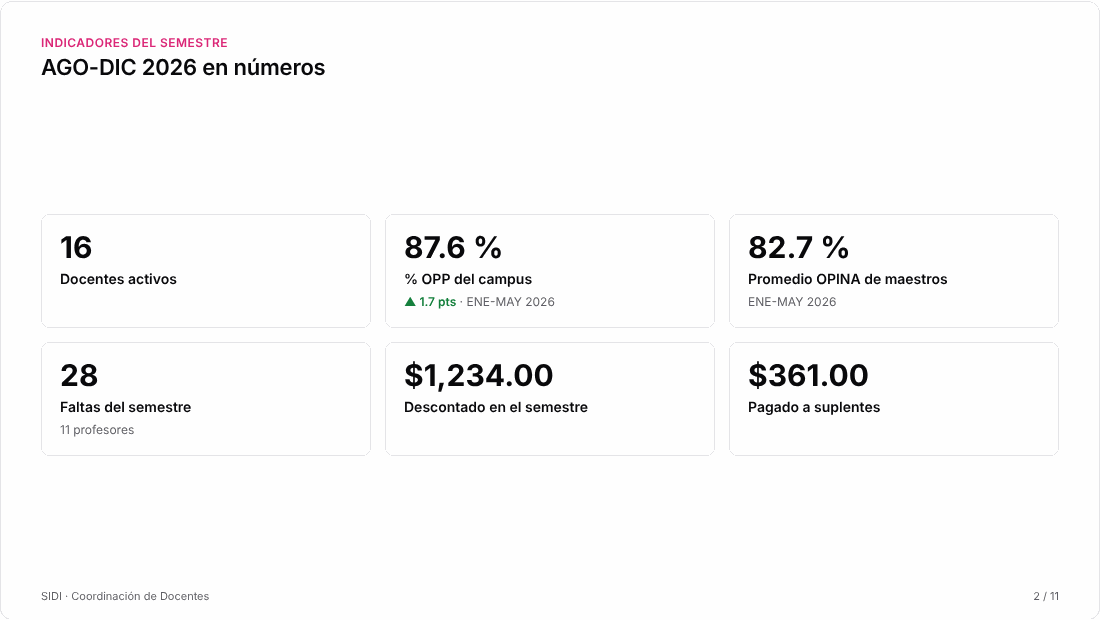 INDICADORES DEL SEMESTRE
AGO-DIC 2026 en números
16
Docentes activos
87.6 %
% OPP del campus
▲ 1.7 pts · ENE-MAY 2026
82.7 %
Promedio OPINA de maestros
ENE-MAY 2026
28
Faltas del semestre
11 profesores
$1,234.00
Descontado en el semestre
$361.00
Pagado a suplentes
SIDI · Coordinación de Docentes
2 / 11